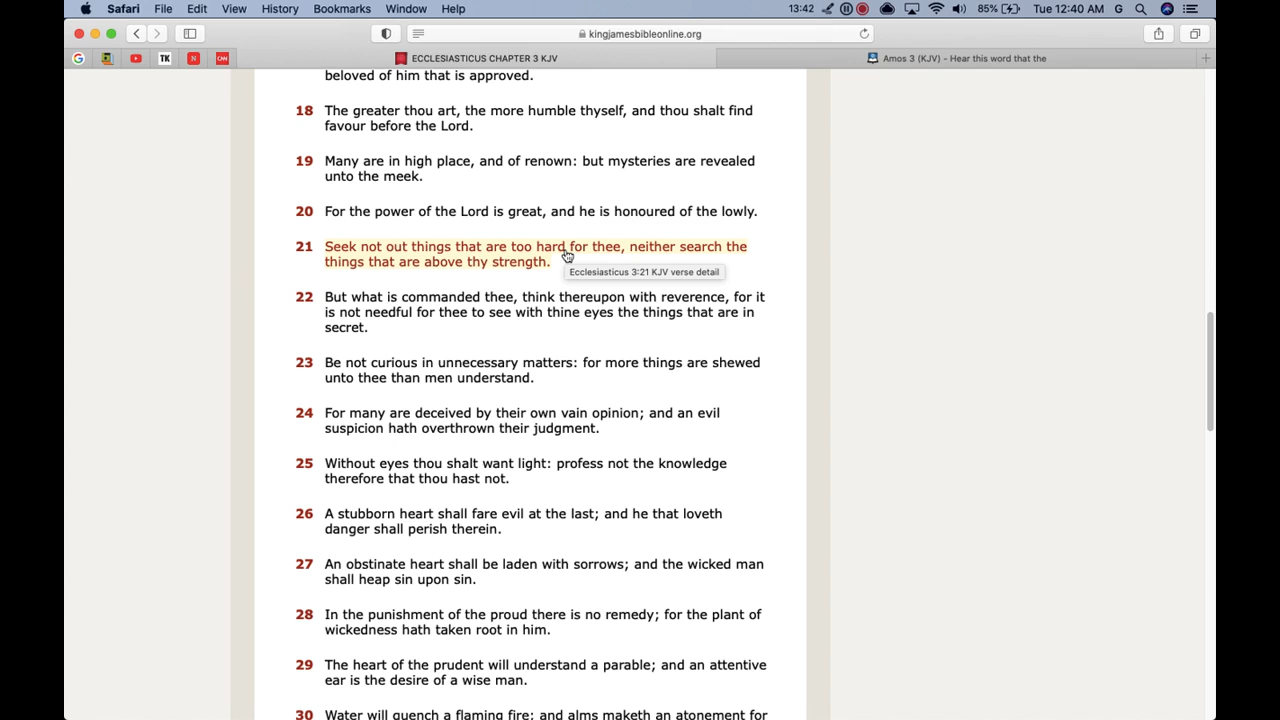 Safari File Edit View History Bookmarks Window Help 13:42 85% Tue 12:40 AM G
kingjamesbibleonline.org
G TK N CNN ECCLESIASTICUS CHAPTER 3 KJV Amos 3 (KJV) - Hear this word that the
beloved of him that is approved.
18 The greater thou art, the more humble thyself, and thou shalt find
favour before the Lord.
19 Many are in high place, and of renown: but mysteries are revealed
unto the meek.
20 For the power of the Lord is great, and he is honoured of the lowly.
21 Seek not out things that are too hard for thee, neither search the
things that are above thy strength.
Ecclesiasticus 3:21 KJV verse detail
22 But what is commanded thee, think thereupon with reverence, for it
is not needful for thee to see with thine eyes the things that are in
secret.
23 Be not curious in unnecessary matters: for more things are shewed
unto thee than men understand.
24 For many are deceived by their own vain opinion; and an evil
suspicion hath overthrown their judgment.
25 Without eyes thou shalt want light: profess not the knowledge
therefore that thou hast not.
26 A stubborn heart shall fare evil at the last; and he that loveth
danger shall perish therein.
27 An obstinate heart shall be laden with sorrows; and the wicked man
shall heap sin upon sin.
28 In the punishment of the proud there is no remedy; for the plant of
wickedness hath taken root in him.
29 The heart of the prudent will understand a parable; and an attentive
ear is the desire of a wise man.
30 Water will quench a flaming fire; and alms maketh an atonement for